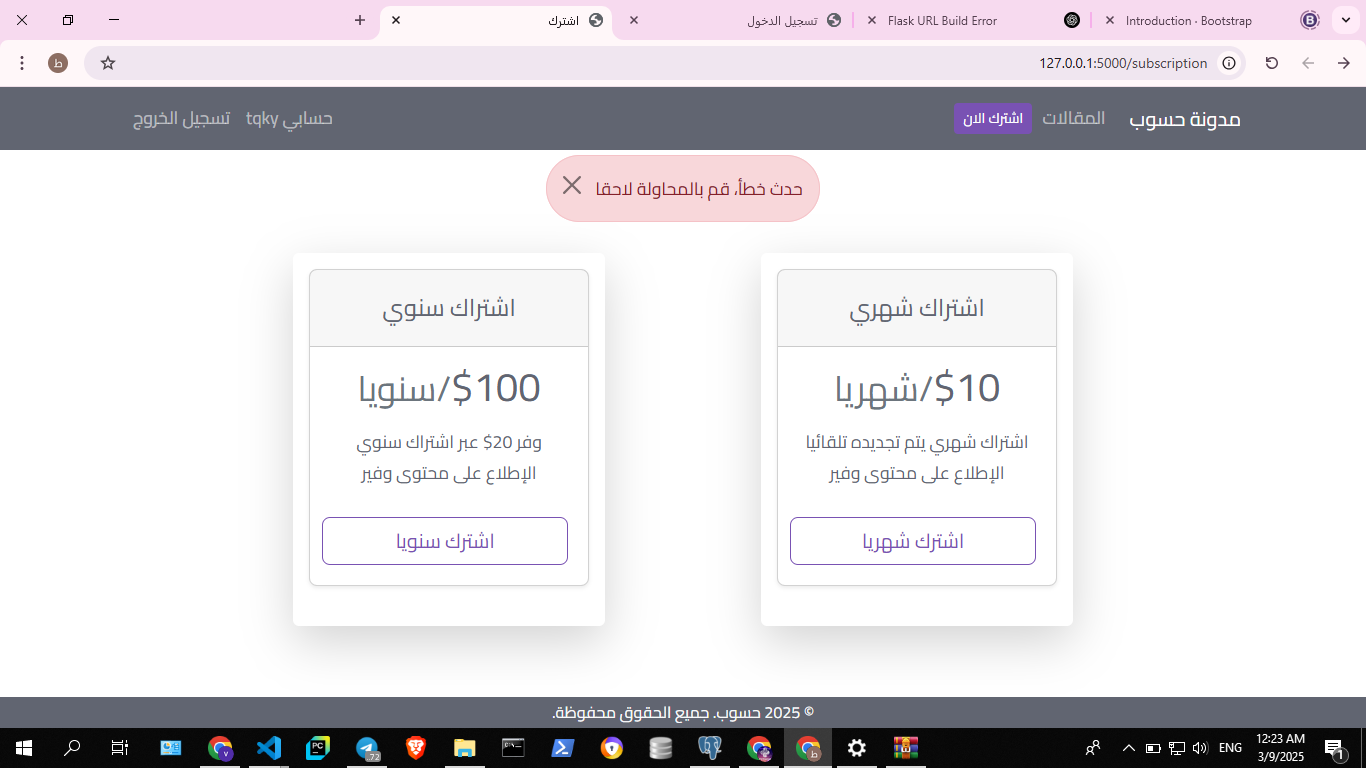 اشترك
تسجيل الدخول
Flask URL Build Error
Introduction · Bootstrap
B
ط
127.0.0.1:5000/subscription
مدونة حسوب
المقالات
اشترك الان
حسابي tqky
تسجيل الخروج
حدث خطأ، قم بالمحاولة لاحقا
اشتراك شهري
$10/شهريا
اشتراك شهري يتم تجديده تلقائيا
الإطلاع على محتوى وفير
اشترك شهريا
اشتراك سنوي
$100/سنويا
وفر 20$ عبر اشتراك سنوي
الإطلاع على محتوى وفير
اشترك سنويا
© 2025 حسوب. جميع الحقوق محفوظة.
V
PC
72
ط
ENG
12:23 AM
3/9/2025
1